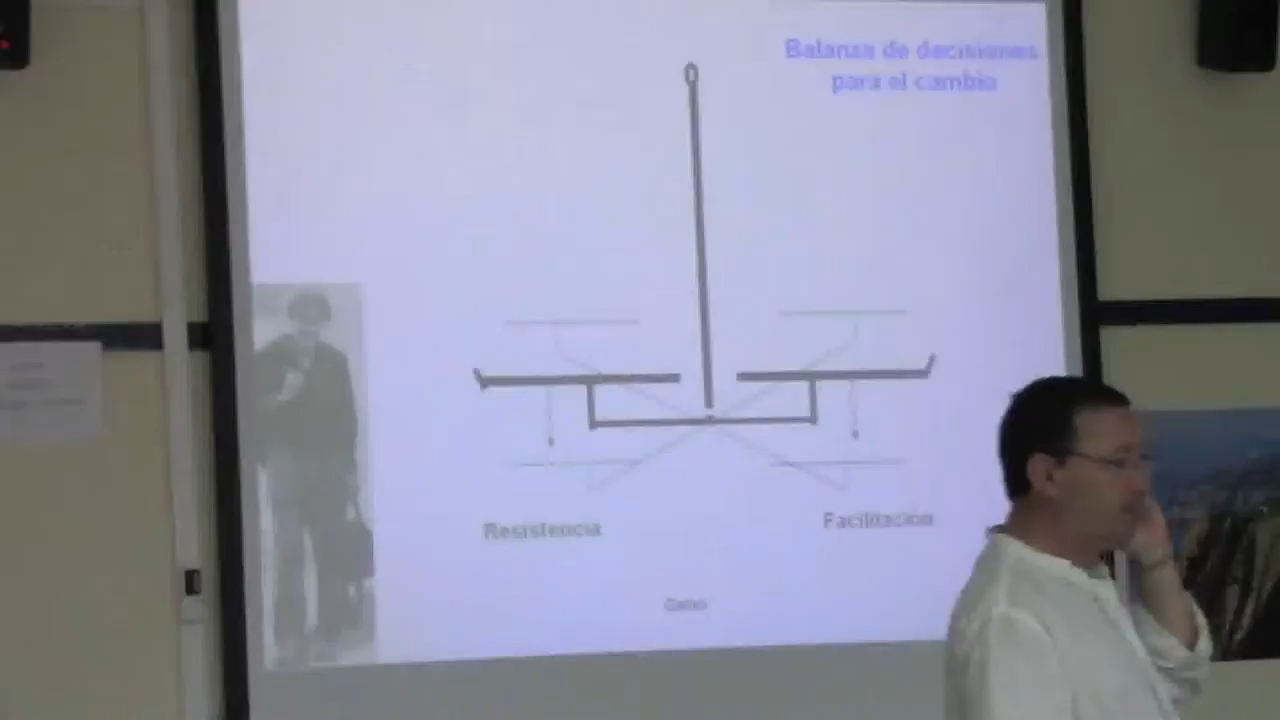 Balanza de decisiones
para el cambio
Resistencia
Facilitación